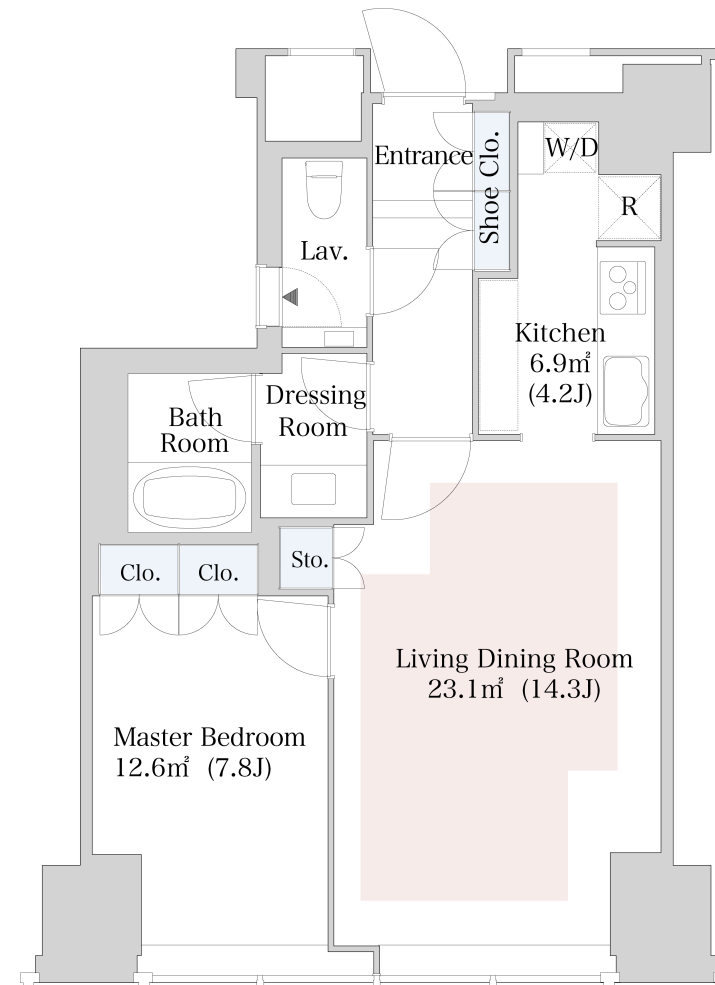 W/D
Entrance
Shoe Clo.
R
Lav.
Kitchen
6.9㎡
(4.2J)
Dressing
Room
Bath
Room
Sto.
Clo.
Clo.
Living Dining Room
23.1㎡ (14.3J)
Master Bedroom
12.6㎡ (7.8J)